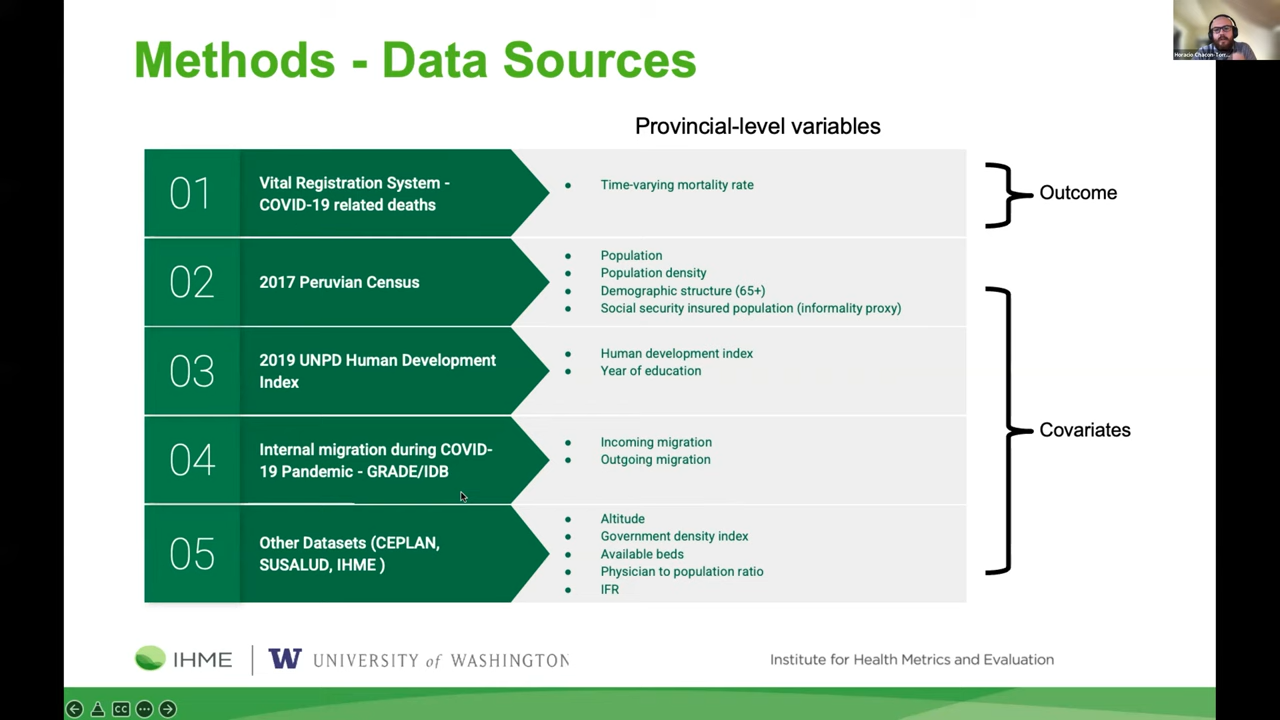 Methods - Data Sources
Horacio Chacon-Torr...
Provincial-level variables
01
Vital Registration System -
COVID-19 related deaths
Time-varying mortality rate
Outcome
02
2017 Peruvian Census
Population
Population density
Demographic structure (65+)
Social security insured population (informality proxy)
03
2019 UNPD Human Development
Index
Human development index
Year of education
Covariates
04
Internal migration during COVID-
19 Pandemic - GRADE/IDB
Incoming migration
Outgoing migration
05
Other Datasets (CEPLAN,
SUSALUD, IHME )
Altitude
Government density index
Available beds
Physician to population ratio
IFR
IHME
W UNIVERSITY of WASHINGTON
Institute for Health Metrics and Evaluation
CC